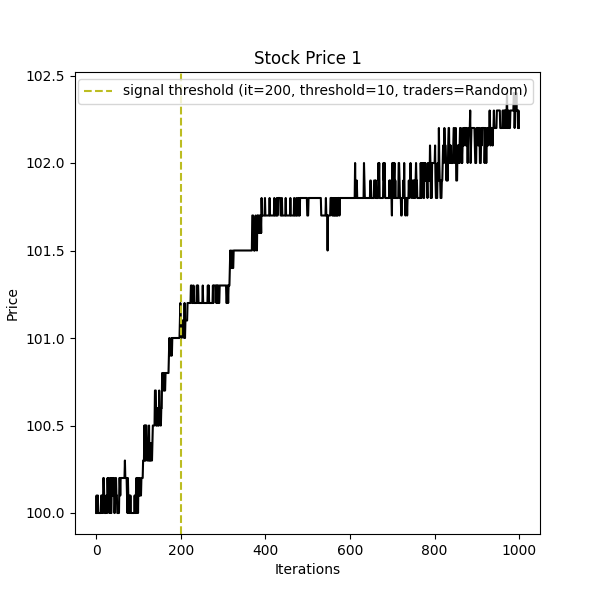 Stock Price 1
signal threshold (it=200, threshold=10, traders=Random)
102.5
102.0
101.5
101.0
100.5
100.0
Price
0 200 400 600 800 1000
Iterations